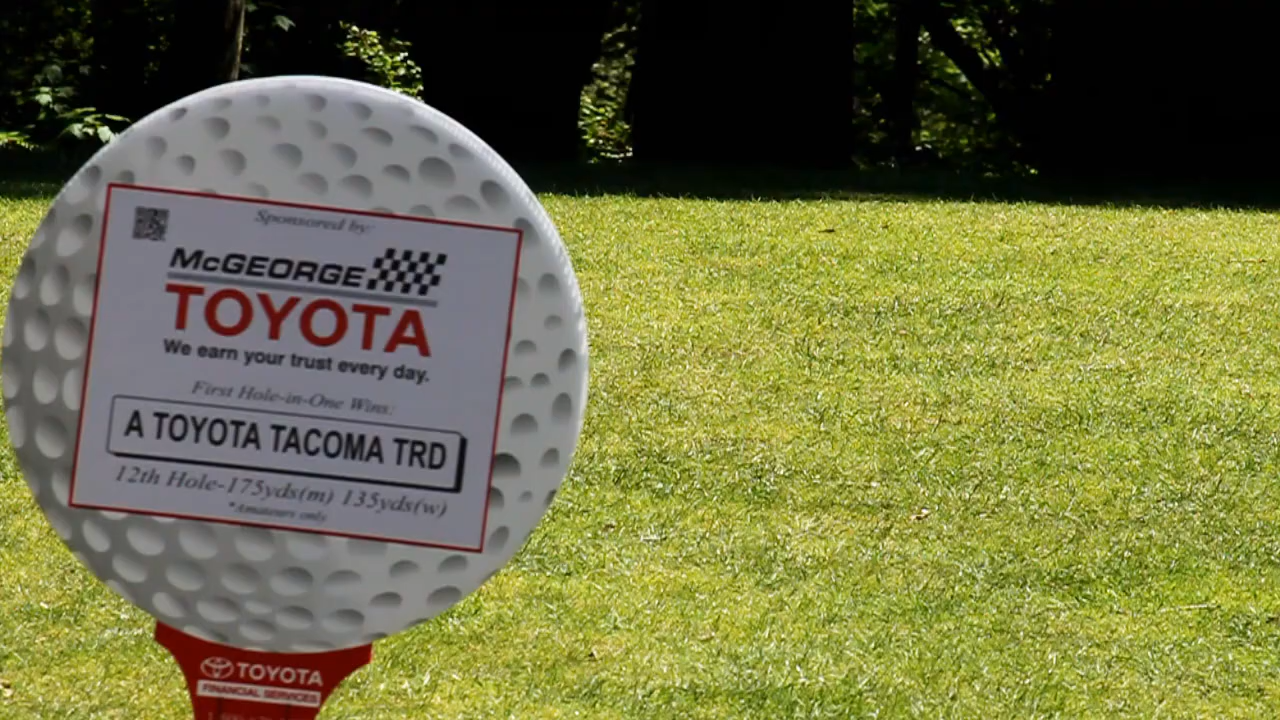 Sponsored by:
McGEORGE
TOYOTA
We earn your trust every day.
First Hole-in-One Wins:
A TOYOTA TACOMA TRD
12th Hole-175yds(m) 135yds(w)
*Amateurs only
TOYOTA
FINANCIAL SERVICES